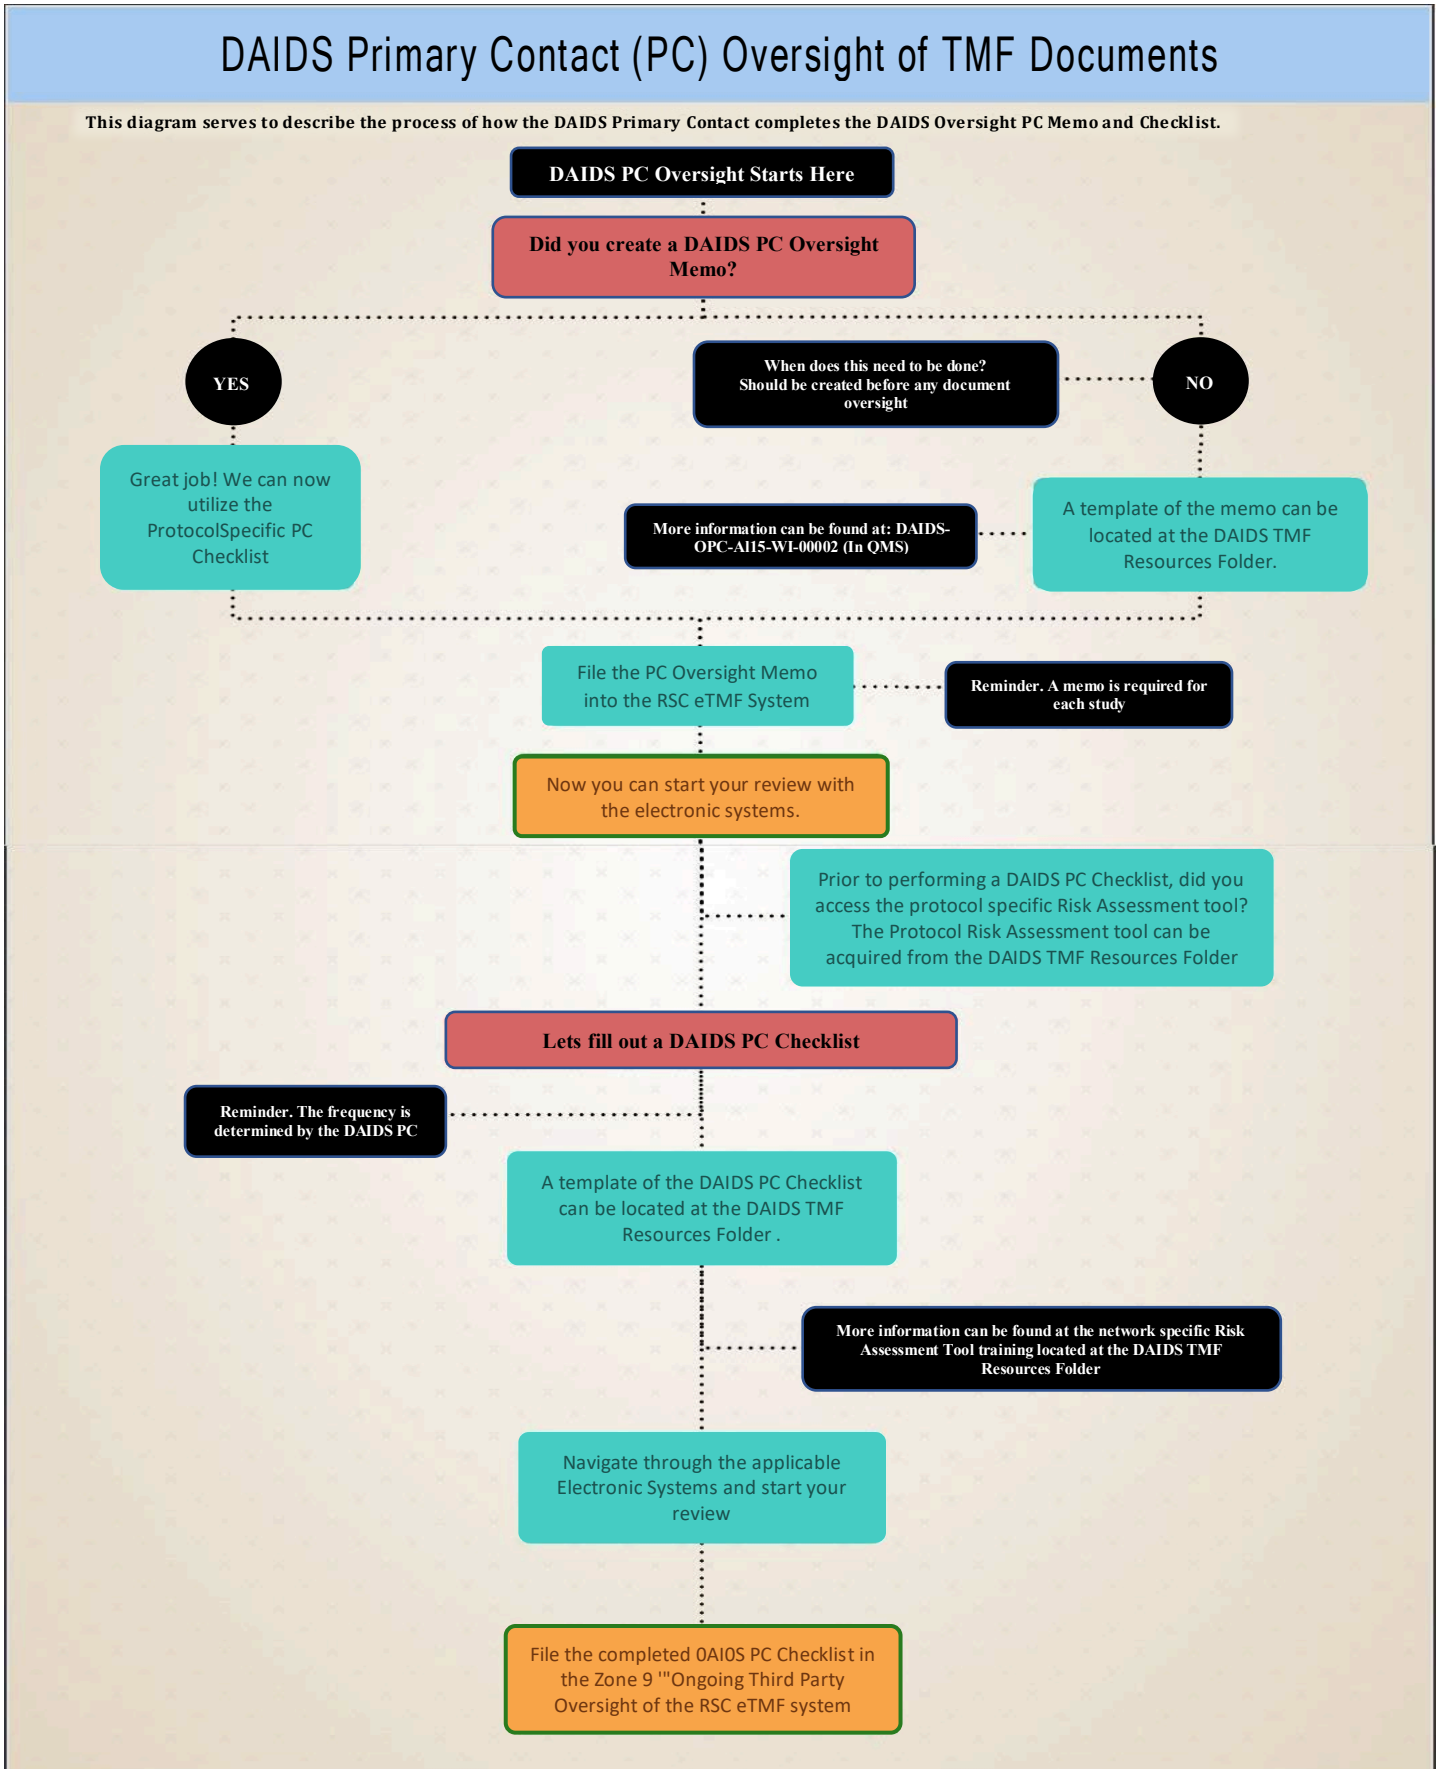 DAIDS Primary Contact (PC) Oversight of TMF Documents
This diagram serves to describe the process of how the DAIDS Primary Contact completes the DAIDS Oversight PC Memo and Checklist.
DAIDS PC Oversight Starts Here
Did you create a DAIDS PC Oversight
Memo?
YES
When does this need to be done?
Should be created before any document
oversight
NO
Great job! We can now
utilize the
ProtocolSpecific PC
Checklist
More information can be found at: DAIDS-
OPC-Al15-WI-00002 (In QMS)
A template of the memo can be
located at the DAIDS TMF
Resources Folder.
File the PC Oversight Memo
into the RSC eTMF System
Reminder. A memo is required for
each study
Now you can start your review with
the electronic systems.
Prior to performing a DAIDS PC Checklist, did you
access the protocol specific Risk Assessment tool?
The Protocol Risk Assessment tool can be
acquired from the DAIDS TMF Resources Folder
Lets fill out a DAIDS PC Checklist
Reminder. The frequency is
determined by the DAIDS PC
A template of the DAIDS PC Checklist
can be located at the DAIDS TMF
Resources Folder .
More information can be found at the network specific Risk
Assessment Tool training located at the DAIDS TMF
Resources Folder
Navigate through the applicable
Electronic Systems and start your
review
File the completed 0AI0S PC Checklist in
the Zone 9 '"Ongoing Third Party
Oversight of the RSC eTMF system